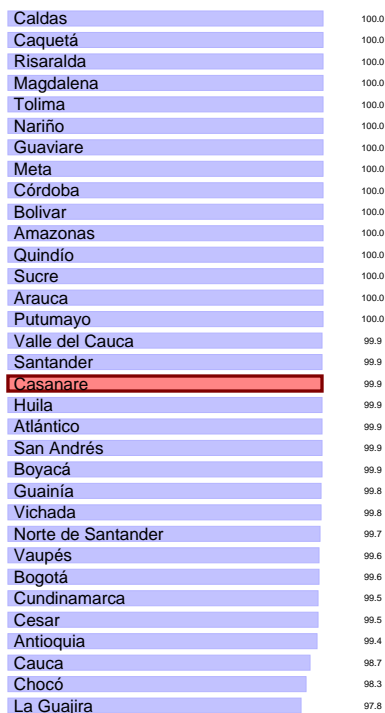 Caldas 100.0
Caquetá 100.0
Risaralda 100.0
Magdalena 100.0
Tolima 100.0
Nariño 100.0
Guaviare 100.0
Meta 100.0
Córdoba 100.0
Bolivar 100.0
Amazonas 100.0
Quindío 100.0
Sucre 100.0
Arauca 100.0
Putumayo 100.0
Valle del Cauca 99.9
Santander 99.9
Casanare 99.9
Huila 99.9
Atlántico 99.9
San Andrés 99.9
Boyacá 99.9
Guainía 99.8
Vichada 99.8
Norte de Santander 99.7
Vaupés 99.6
Bogotá 99.6
Cundinamarca 99.5
Cesar 99.5
Antioquia 99.4
Cauca 98.7
Chocó 98.3
La Guajira 97.8